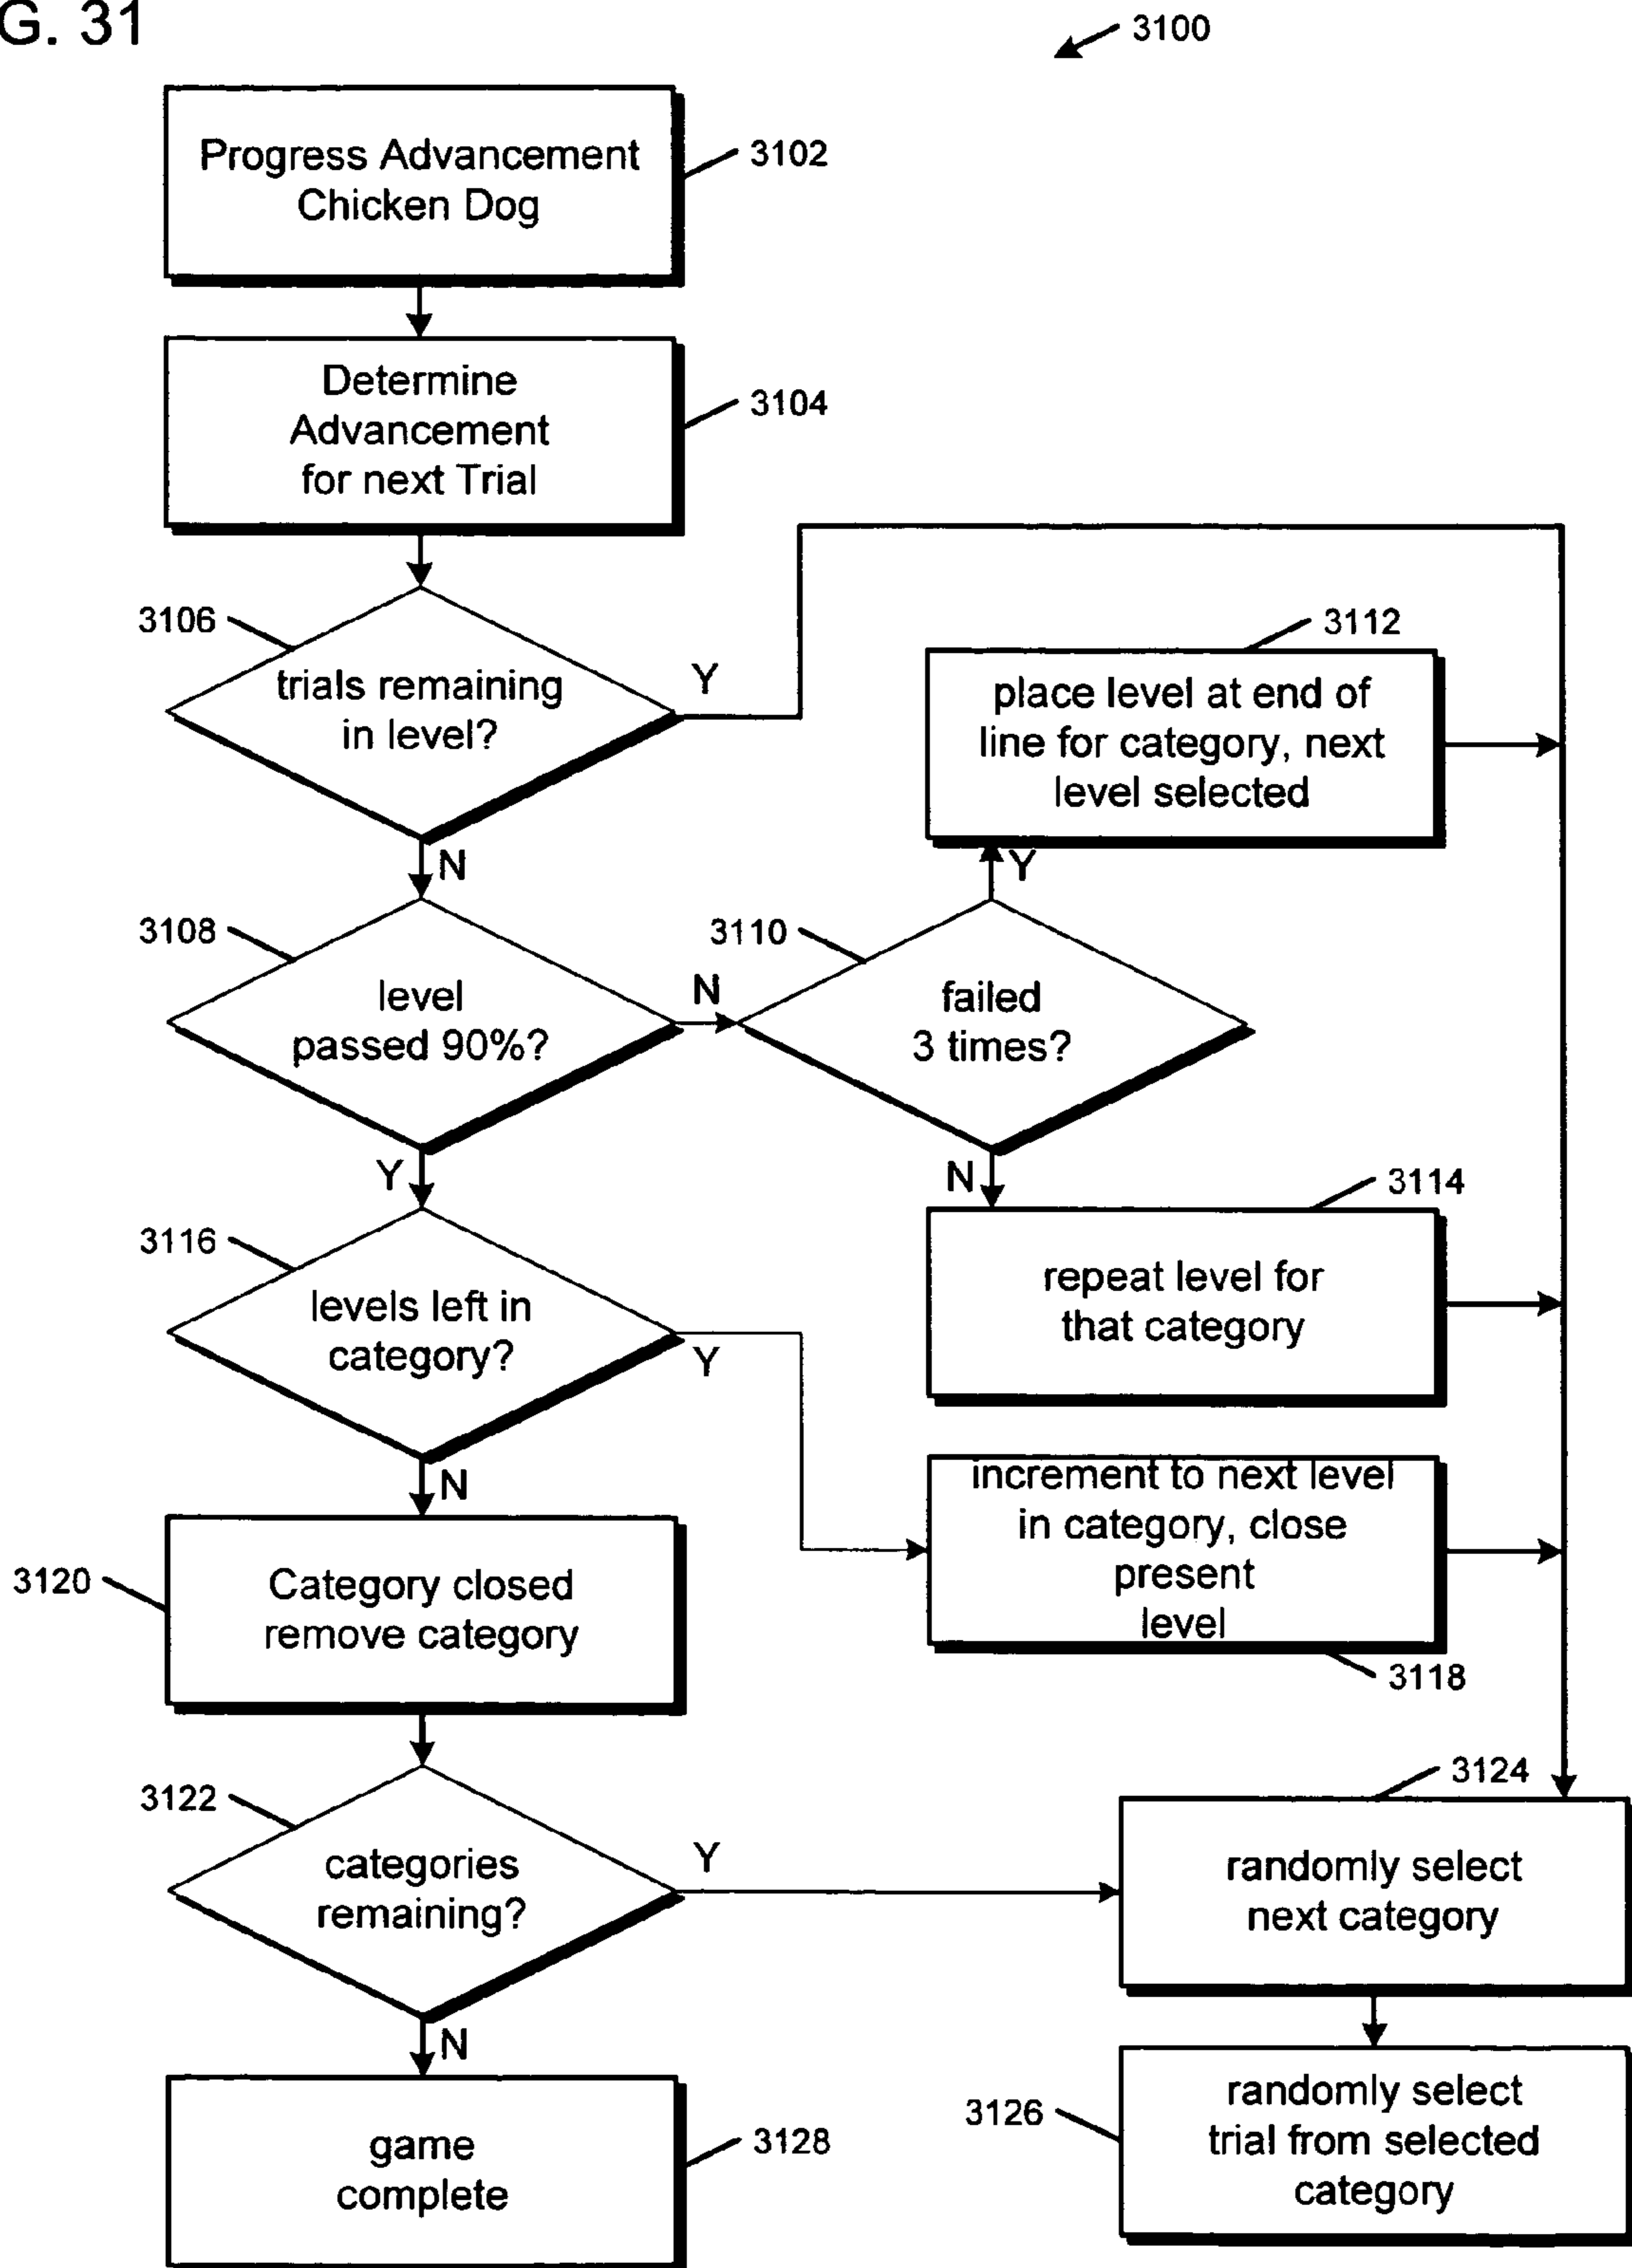 G. 31
3100
Progress Advancement
Chicken Dog
3102
Determine
Advancement
for next Trial
3104
3106
trials remaining
in level?
Y
N
3112
place level at end of
line for category, next
level selected
Y
3108
level
passed 90%?
N
Y
3110
failed
3 times?
N
3114
repeat level for
that category
3116
levels left in
category?
Y
N
increment to next level
in category, close
present
level
3118
3120
Category closed
remove category
3122
categories
remaining?
Y
N
3124
randomly select
next category
3126
randomly select
trial from selected
category
game
complete
3128